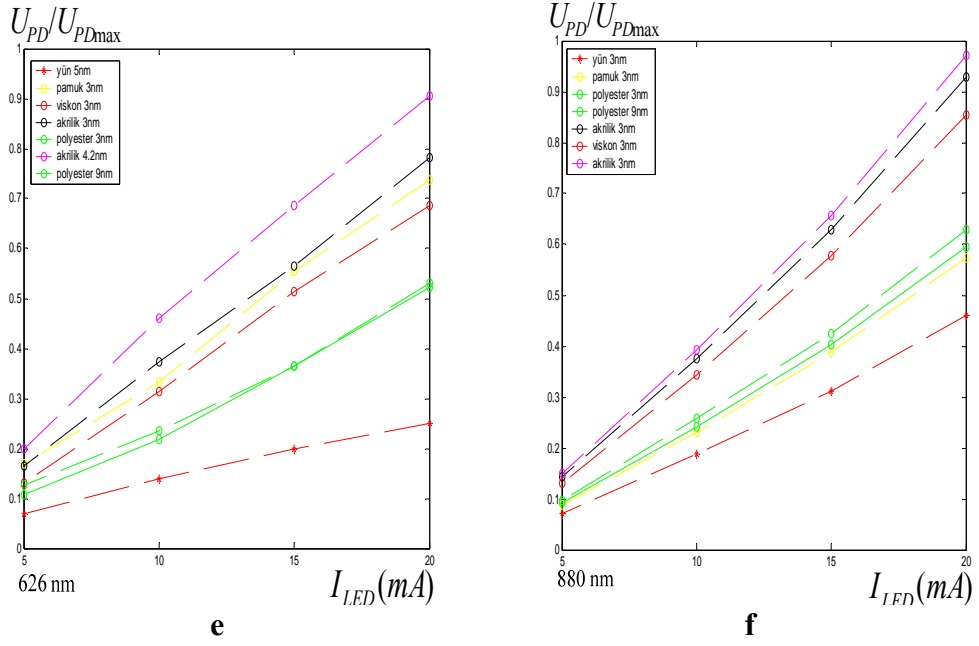 U_PD/U_PDmax
1
0.9
0.8
0.7
0.6
0.5
0.4
0.3
0.2
0.1
0
yün 5nm
pamuk 3nm
viskon 3nm
akrilik 3nm
polyester 3nm
akrilik 4.2nm
polyester 9nm
5 10 15 20
626 nm
I_LED(mA)
e
U_PD/U_PDmax
1
0.9
0.8
0.7
0.6
0.5
0.4
0.3
0.2
0.1
0
yün 3nm
pamuk 3nm
polyester 3nm
polyester 9nm
akrilik 3nm
viskon 3nm
akrilik 3nm
5 10 15 20
880 nm
I_LED(mA)
f